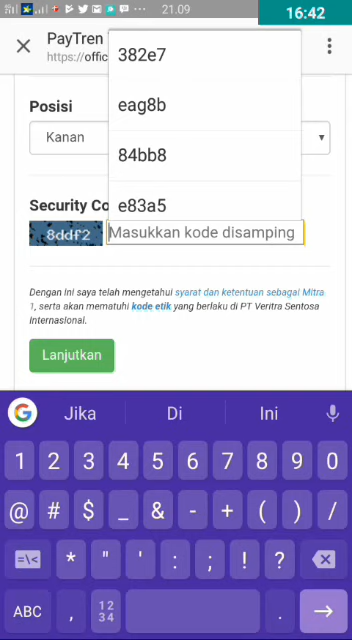 21.09
16:42
PayTren
https://offic
382e7
eag8b
84bb8
e83a5
Posisi
Kanan
Security Co
8ddf2
Masukkan kode disamping
Dengan ini saya telah mengetahui syarat dan ketentuan sebagai Mitra
1, serta akan mematuhi kode etik yang berlaku di PT Veritra Sentosa
Internasional.
Lanjutkan
Jika Di Ini
1 2 3 4 5 6 7 8 9 0
@ # $ _ & - + ( ) /
=\< * " ' : ; ! ?
ABC , 12 34 .